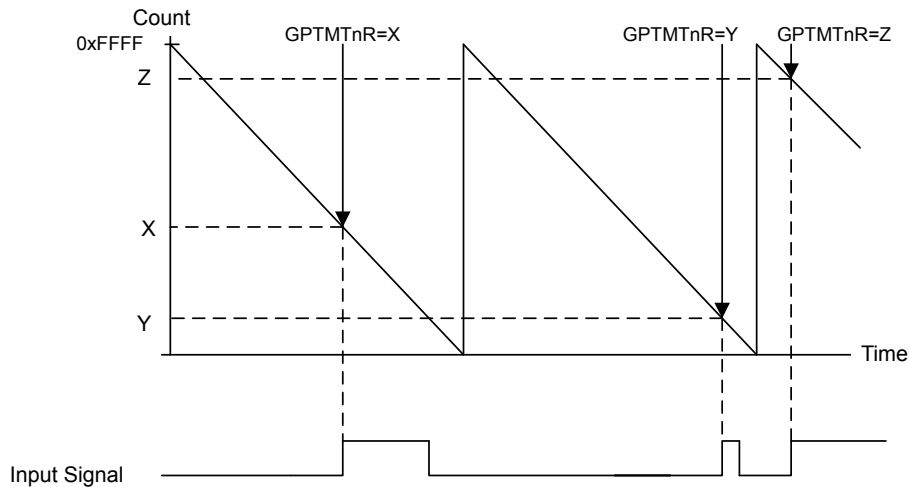 Count
0xFFFF
GPTMTnR=X
GPTMTnR=Y
GPTMTnR=Z
Z
X
Y
Time
Input Signal